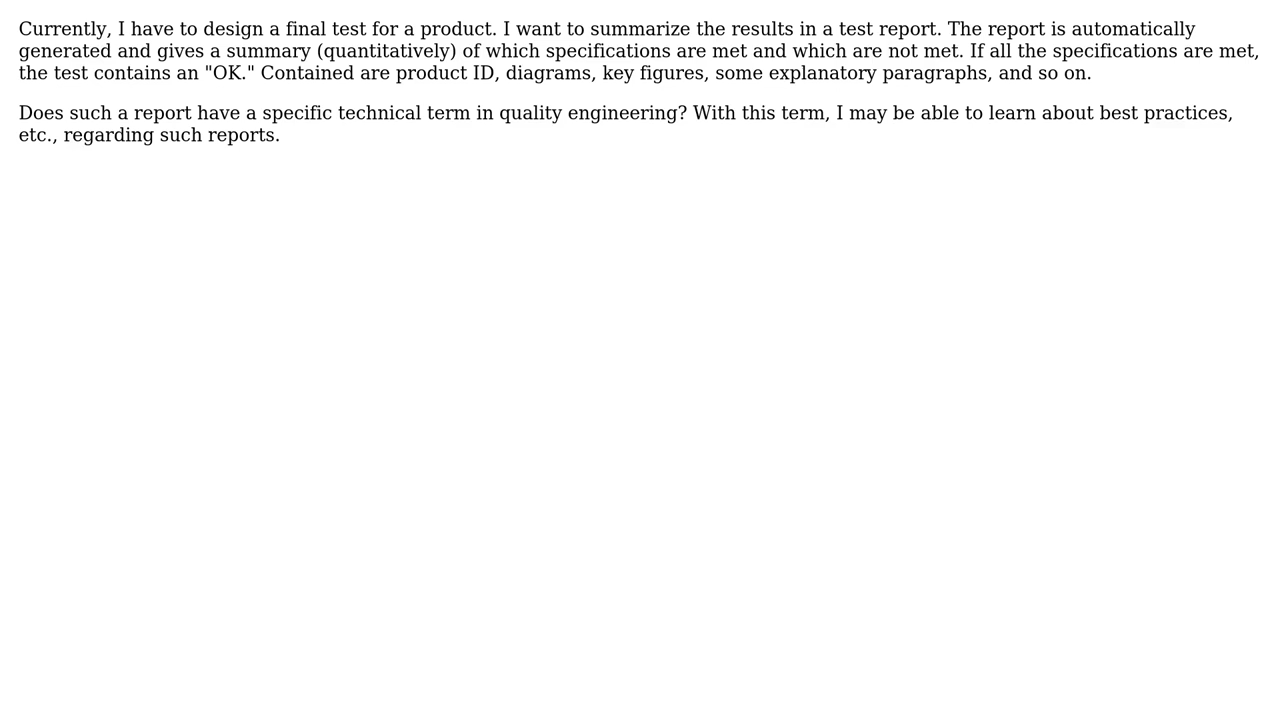 Currently, I have to design a final test for a product. I want to summarize the results in a test report. The report is automatically
generated and gives a summary (quantitatively) of which specifications are met and which are not met. If all the specifications are met,
the test contains an "OK." Contained are product ID, diagrams, key figures, some explanatory paragraphs, and so on.
Does such a report have a specific technical term in quality engineering? With this term, I may be able to learn about best practices,
etc., regarding such reports.